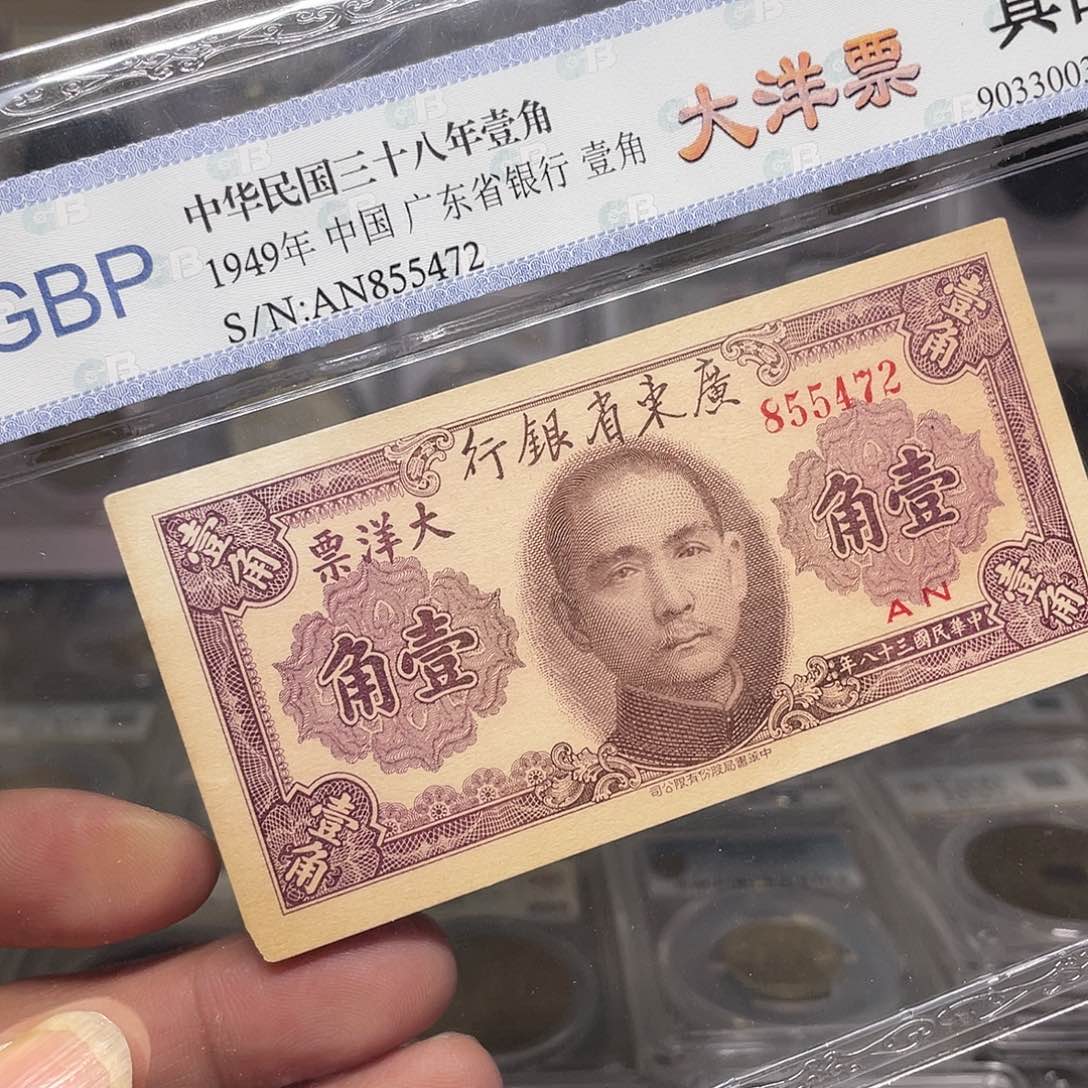 GBP
中华民国三十八年壹角
1949年 中国 广东省银行 壹角
S/N:AN855472
大洋票
真
903300
行銀省東廣
855472
票洋大
角壹
角壹
壹角
壹角
壹角
壹角
AN
年八十三國民華中
司公限有份股局書華中